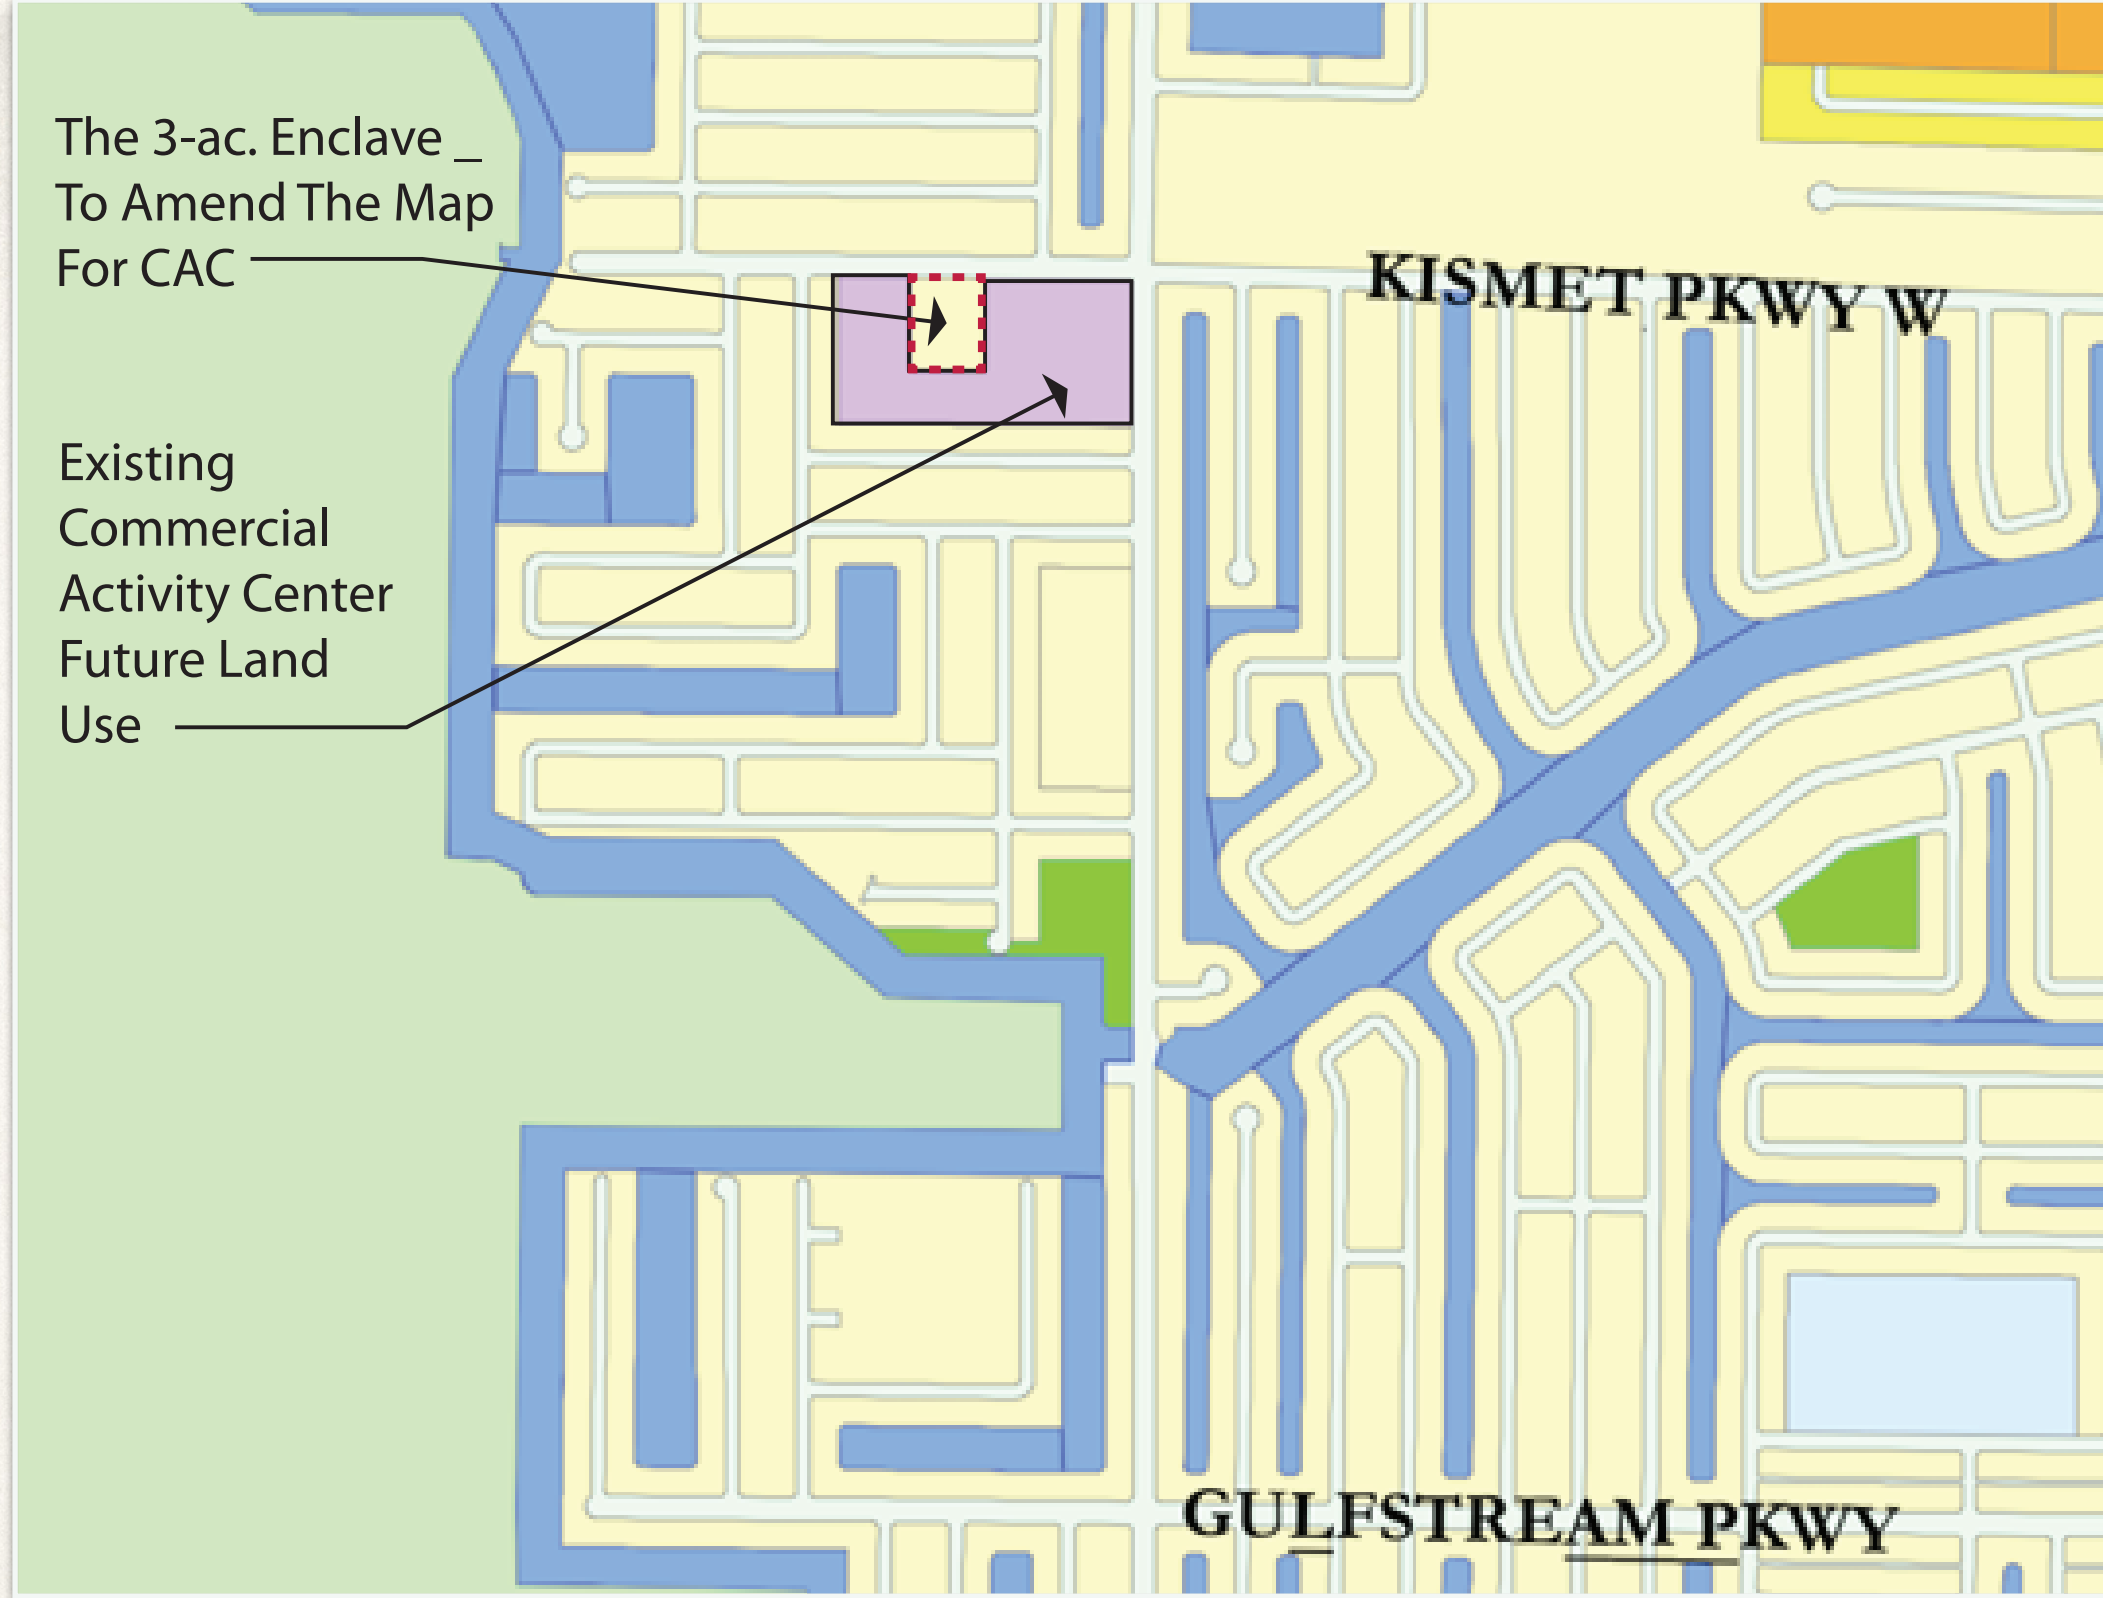 The 3-ac. Enclave _
To Amend The Map
For CAC
KISMET PKWY W
Existing
Commercial
Activity Center
Future Land
Use
GULFSTREAM PKWY